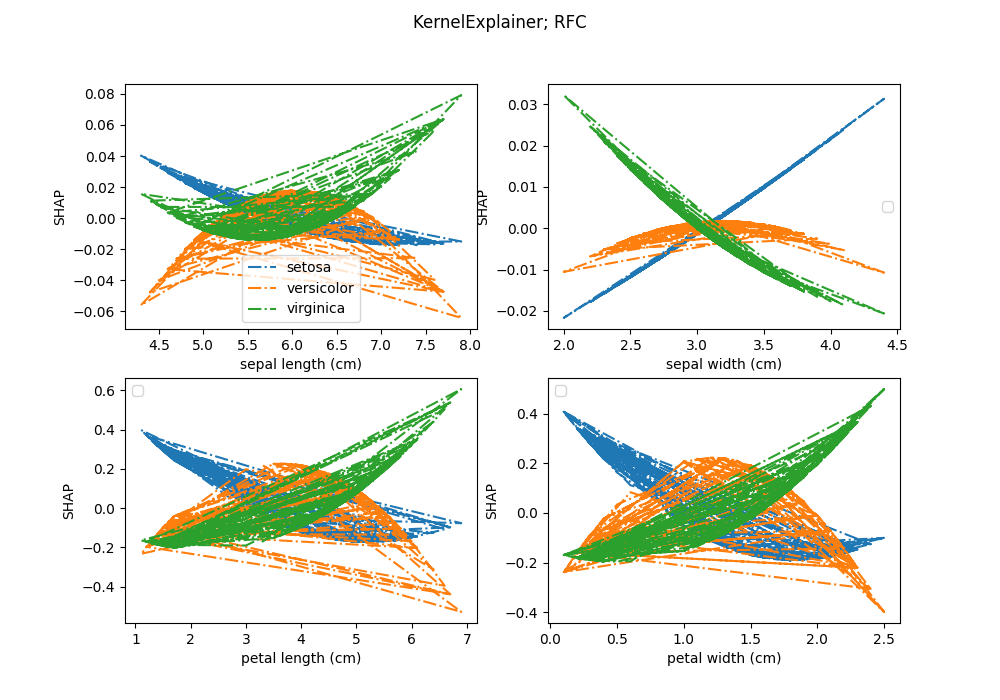 KernelExplainer; RFC
0.08
0.06
0.04
0.02
0.00
−0.02
−0.04
−0.06
SHAP
setosa
versicolor
virginica
4.5 5.0 5.5 6.0 6.5 7.0 7.5 8.0
sepal length (cm)
0.03
0.02
0.01
0.00
−0.01
−0.02
SHAP
2.0 2.5 3.0 3.5 4.0 4.5
sepal width (cm)
0.6
0.4
0.2
0.0
−0.2
−0.4
SHAP
1 2 3 4 5 6 7
petal length (cm)
0.4
0.2
0.0
−0.2
−0.4
SHAP
0.0 0.5 1.0 1.5 2.0 2.5
petal width (cm)